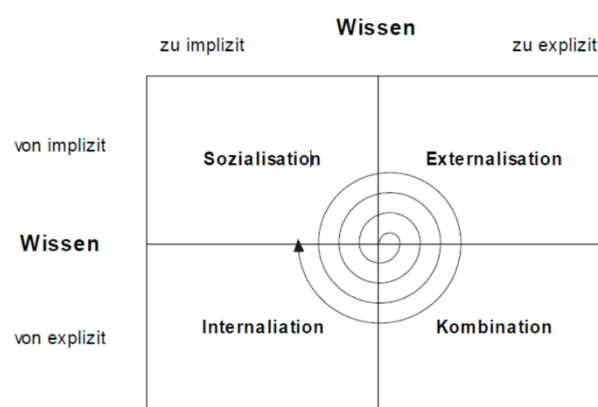 Wissen
zu implizit
zu explizit
von implizit
Sozialisation
Externalisation
Wissen
Internaliation
Kombination
von explizit